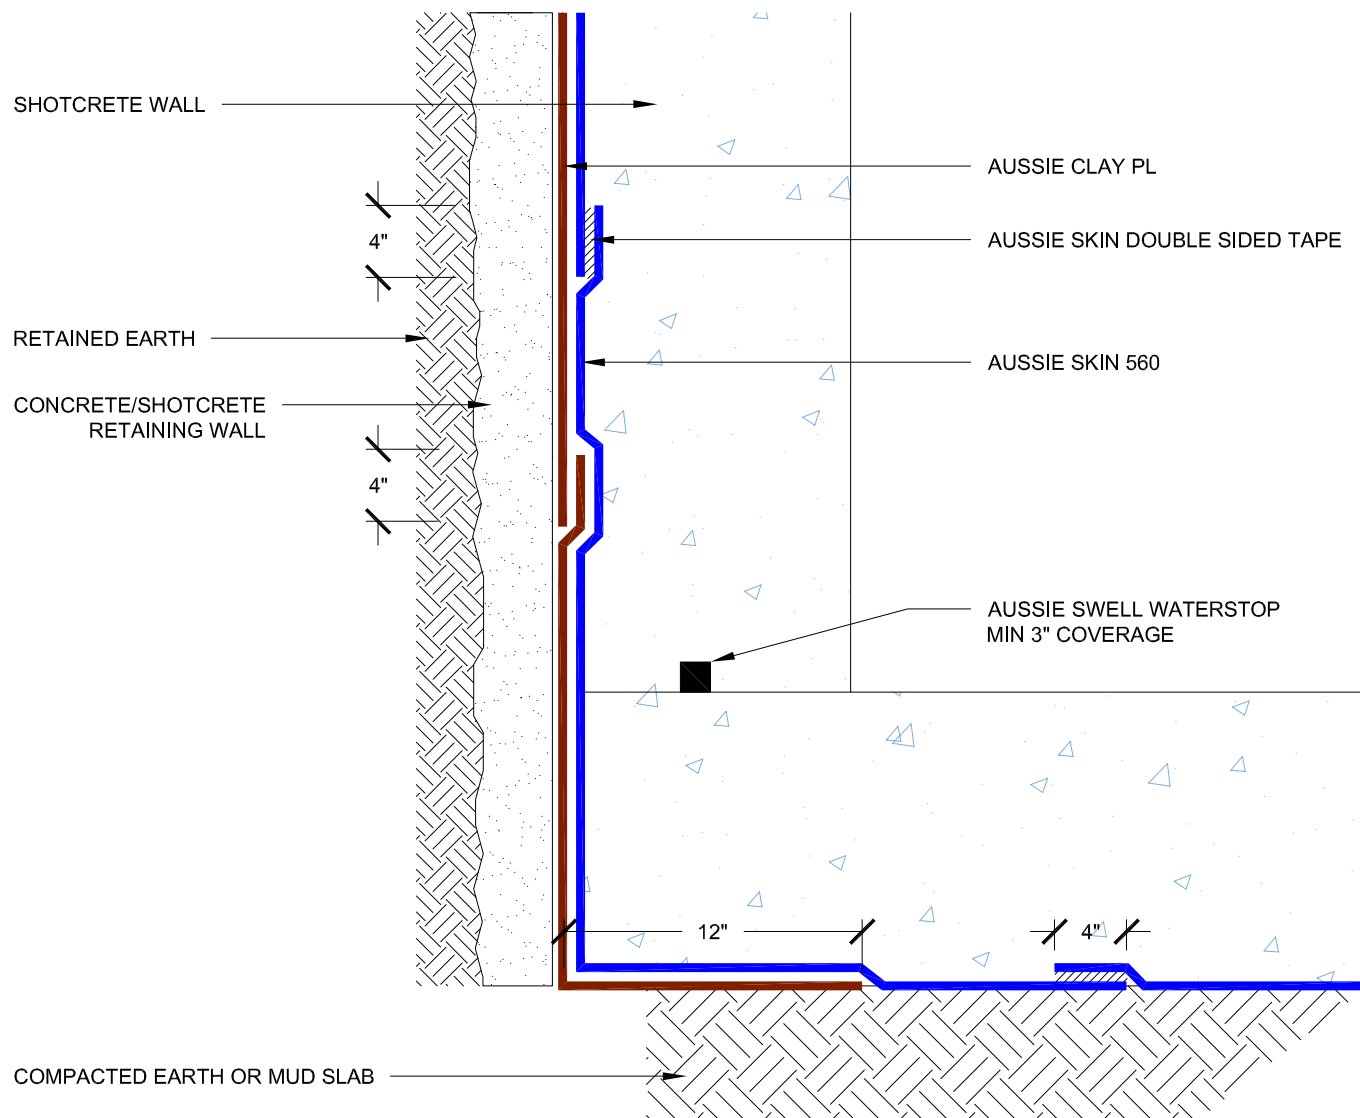 SHOTCRETE WALL
AUSSIE CLAY PL
4"
AUSSIE SKIN DOUBLE SIDED TAPE
RETAINED EARTH
AUSSIE SKIN 560
CONCRETE/SHOTCRETE
RETAINING WALL
4"
AUSSIE SWELL WATERSTOP
MIN 3" COVERAGE
12"
4"
COMPACTED EARTH OR MUD SLAB